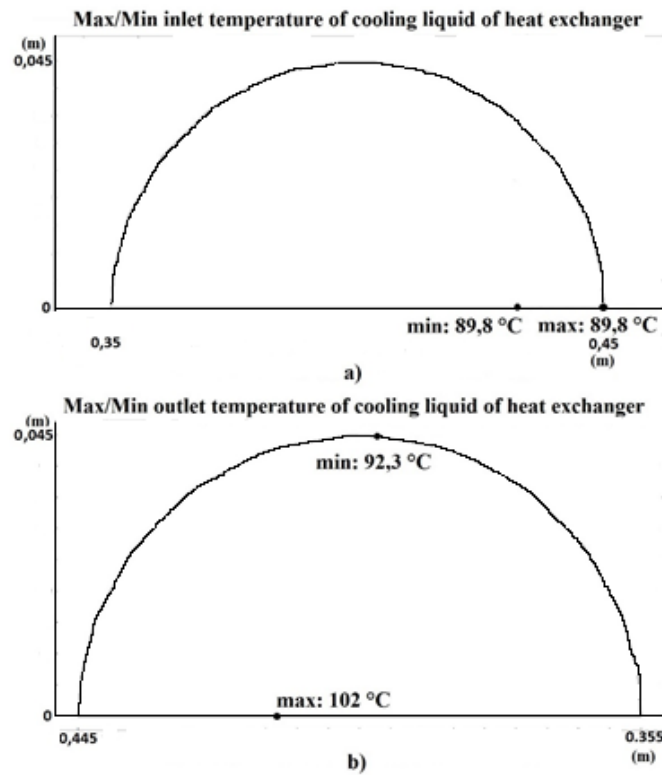 Max/Min inlet temperature of cooling liquid of heat exchanger
(m)
0,045
0
min: 89,8 °C max: 89,8 °C
0,35 0,45
(m)
a)
Max/Min outlet temperature of cooling liquid of heat exchanger
(m)
0,045
min: 92,3 °C
max: 102 °C
0
0,445 0.355
(m)
b)